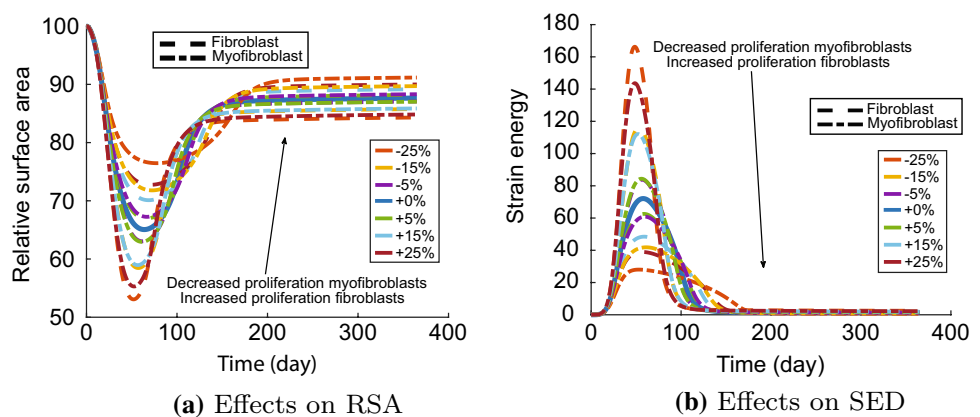 Relative surface area
100
90
80
70
60
50
Fibroblast
Myofibroblast
-25%
-15%
-5%
+0%
+5%
+15%
+25%
Decreased proliferation myofibroblasts
Increased proliferation fibroblasts
0 100 200 300 400
Time (day)
(a) Effects on RSA
Strain energy
180
160
140
120
100
80
60
40
20
0
Decreased proliferation myofibroblasts
Increased proliferation fibroblasts
Fibroblast
Myofibroblast
-25%
-15%
-5%
+0%
+5%
+15%
+25%
0 100 200 300 400
Time (day)
(b) Effects on SED